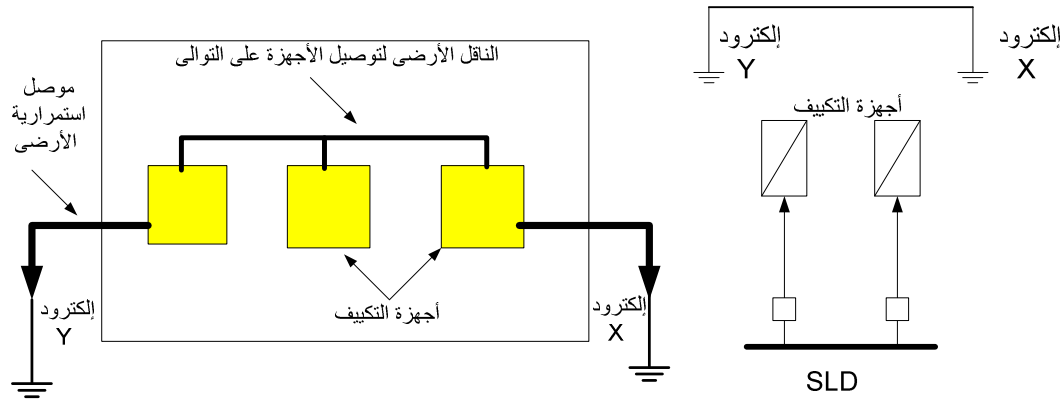 الناقل الأرضى لتوصيل الأجهزة على التوالى
موصل
استمرارية
الأرضى
إلكترود
Y
أجهزة التكييف
إلكترود
X
إلكترود
Y
إلكترود
X
أجهزة التكييف
SLD